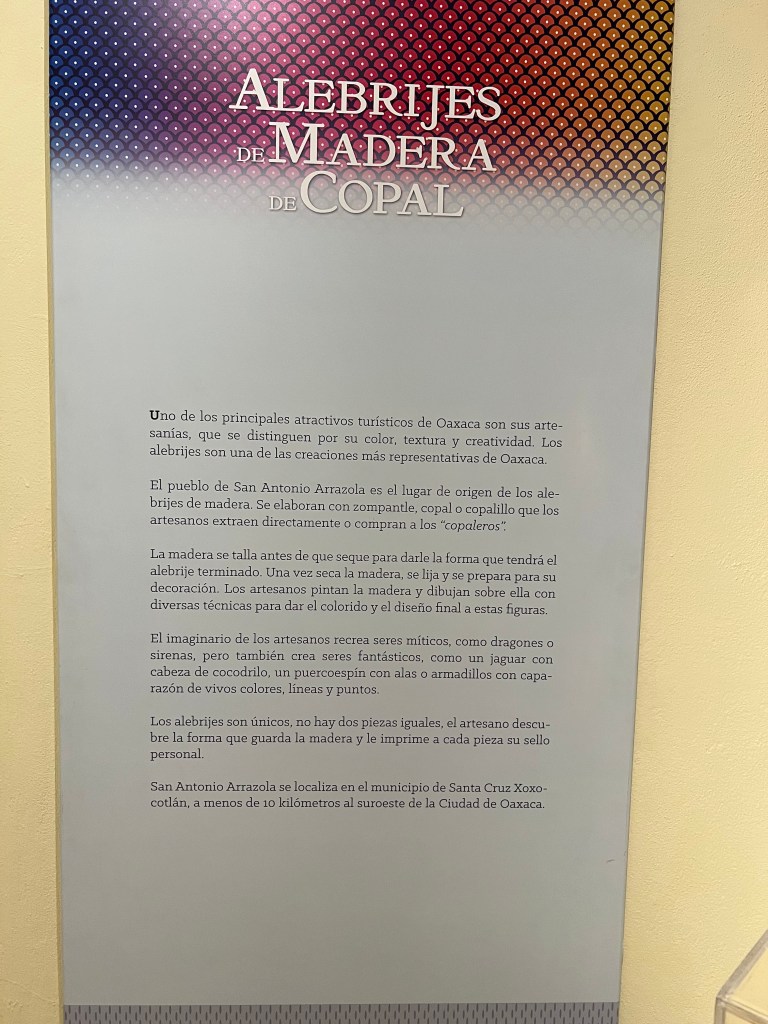 ALEBRIJES
DE MADERA
DE COPAL
Uno de los principales atractivos turísticos de Oaxaca son sus arte-
sanías, que se distinguen por su color, textura y creatividad. Los
alebrijes son una de las creaciones más representativas de Oaxaca.
El pueblo de San Antonio Arrazola es el lugar de origen de los ale-
brijes de madera. Se elaboran con zompantle, copal o copalillo que los
artesanos extraen directamente o compran a los “copaleros”.
La madera se talla antes de que seque para darle la forma que tendrá el
alebrije terminado. Una vez seca la madera, se lija y se prepara para su
decoración. Los artesanos pintan la madera y dibujan sobre ella con
diversas técnicas para dar el colorido y el diseño final a estas figuras.
El imaginario de los artesanos recrea seres míticos, como dragones o
sirenas, pero también crea seres fantásticos, como un jaguar con
cabeza de cocodrilo, un puercoespín con alas o armadillos con capa-
razón de vivos colores, líneas y puntos.
Los alebrijes son únicos, no hay dos piezas iguales, el artesano descu-
bre la forma que guarda la madera y le imprime a cada pieza su sello
personal.
San Antonio Arrazola se localiza en el municipio de Santa Cruz Xoxo-
cotlán, a menos de 10 kilómetros al suroeste de la Ciudad de Oaxaca.